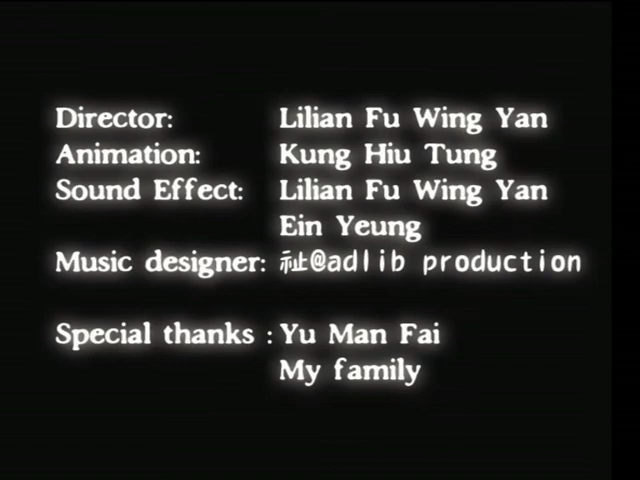 Director: Lilian Fu Wing Yan
Animation: Kung Hiu Tung
Sound Effect: Lilian Fu Wing Yan
Ein Yeung
Music designer: 祉@adlib production
Special thanks : Yu Man Fai
My family